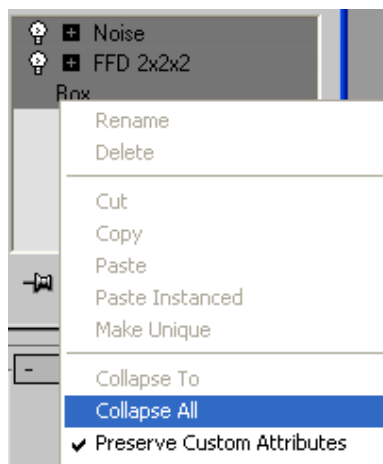 Noise
FFD 2x2x2
Box
Rename
Delete
Cut
Copy
Paste
Paste Instanced
Make Unique
Collapse To
Collapse All
Preserve Custom Attributes